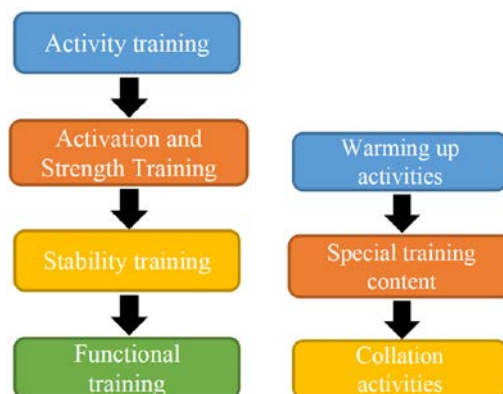 Activity training
Activation and
Strength Training
Stability training
Functional
training
Warming up
activities
Special training
content
Collation
activities